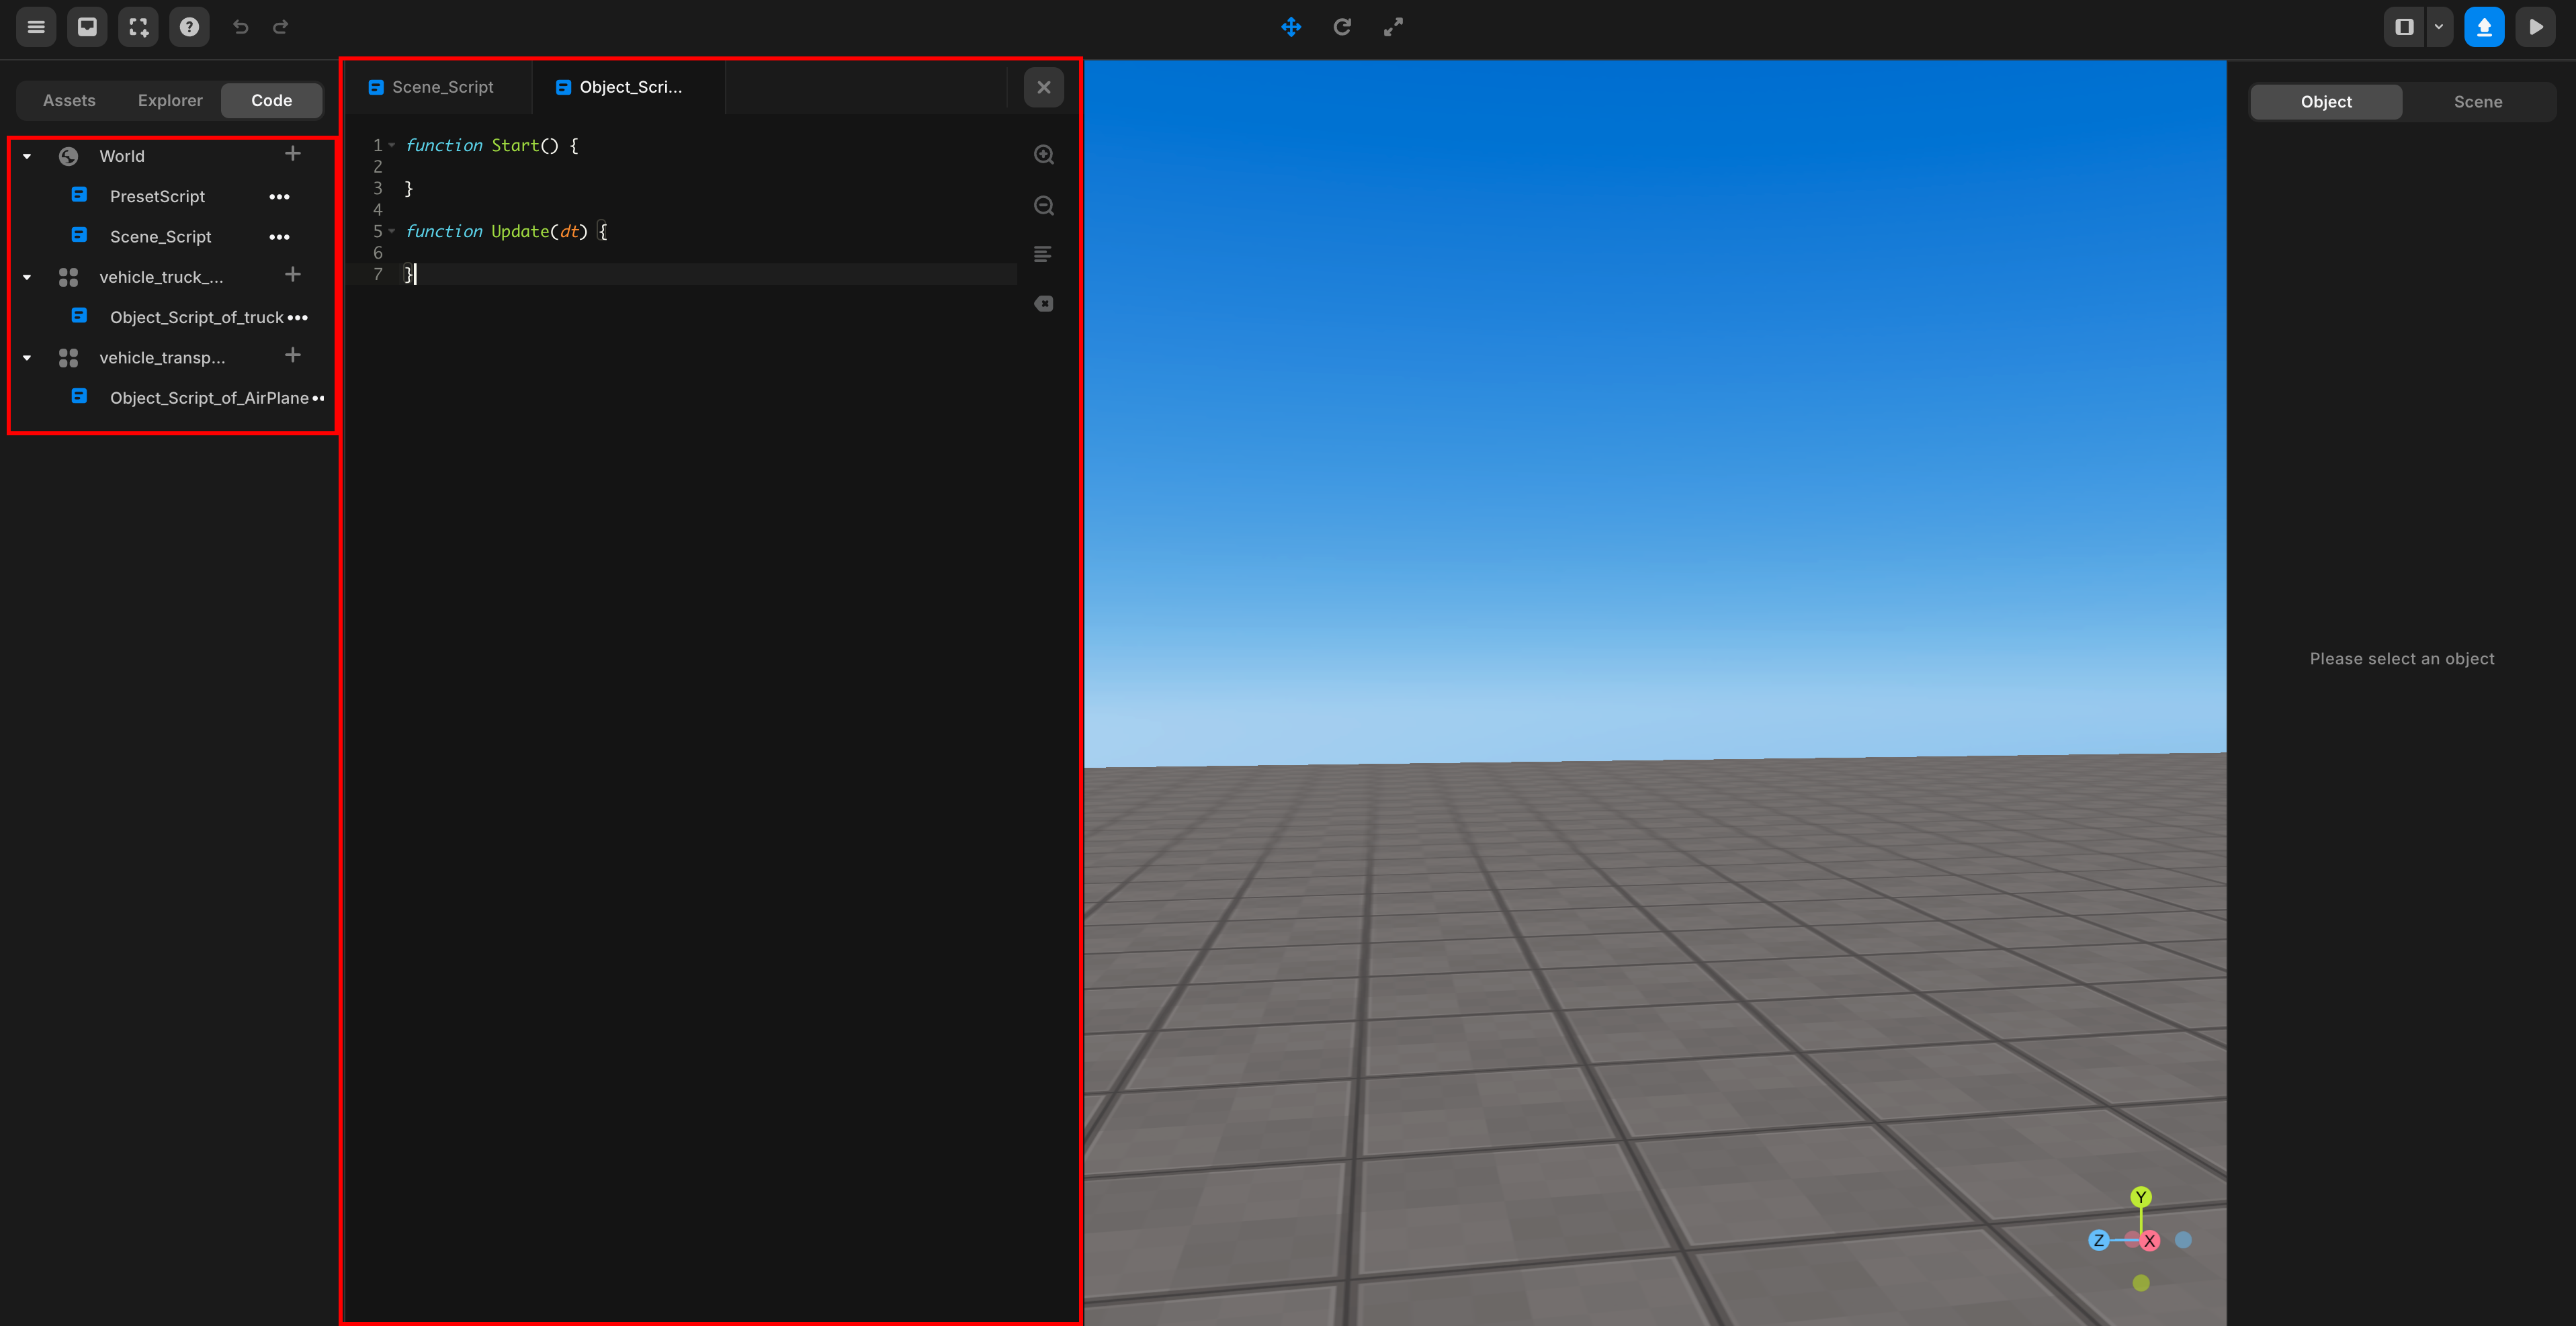 Assets Explorer Code
World
PresetScript
Scene_Script
vehicle_truck_...
Object_Script_of_truck
vehicle_transp...
Object_Script_of_AirPlane
Scene_Script Object_Scri...
1 function Start() {
2
3 }
4
5 function Update(dt) {
6
7 }
Object Scene
Please select an object
Y
Z X